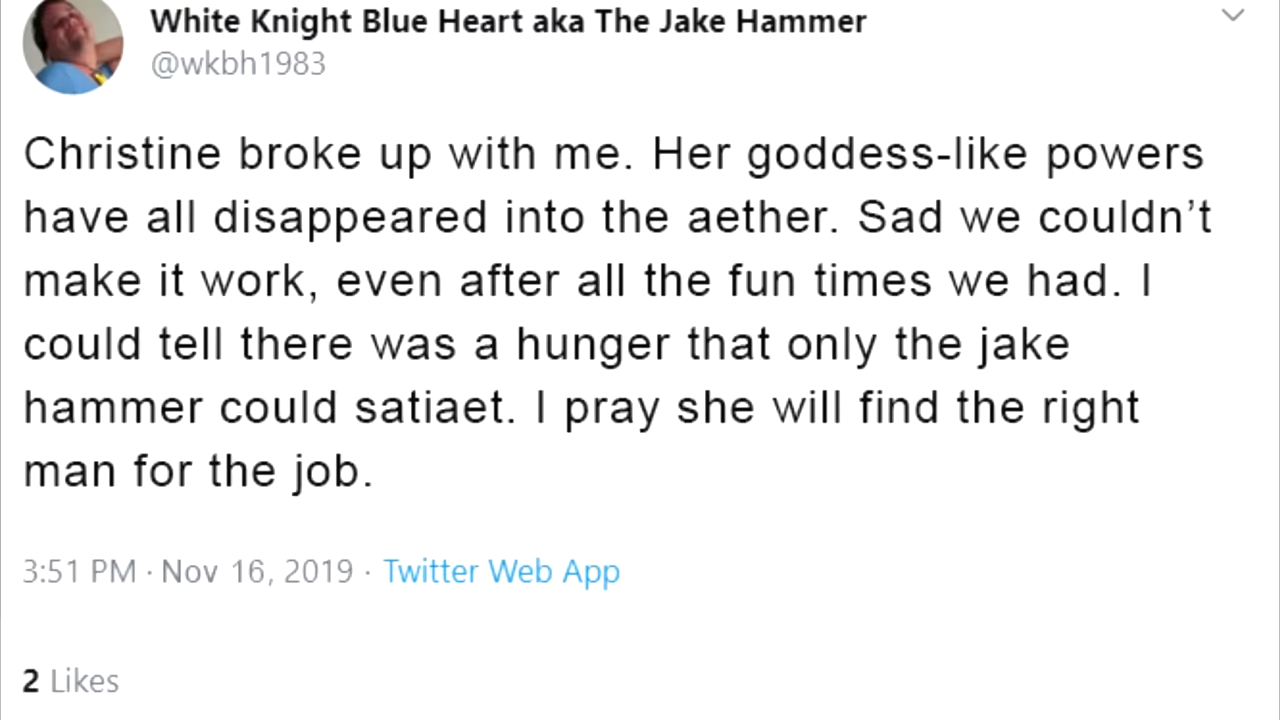 White Knight Blue Heart aka The Jake Hammer
@wkbh1983
Christine broke up with me. Her goddess-like powers
have all disappeared into the aether. Sad we couldn’t
make it work, even after all the fun times we had. I
could tell there was a hunger that only the jake
hammer could satiaet. I pray she will find the right
man for the job.
3:51 PM · Nov 16, 2019 · Twitter Web App
2 Likes